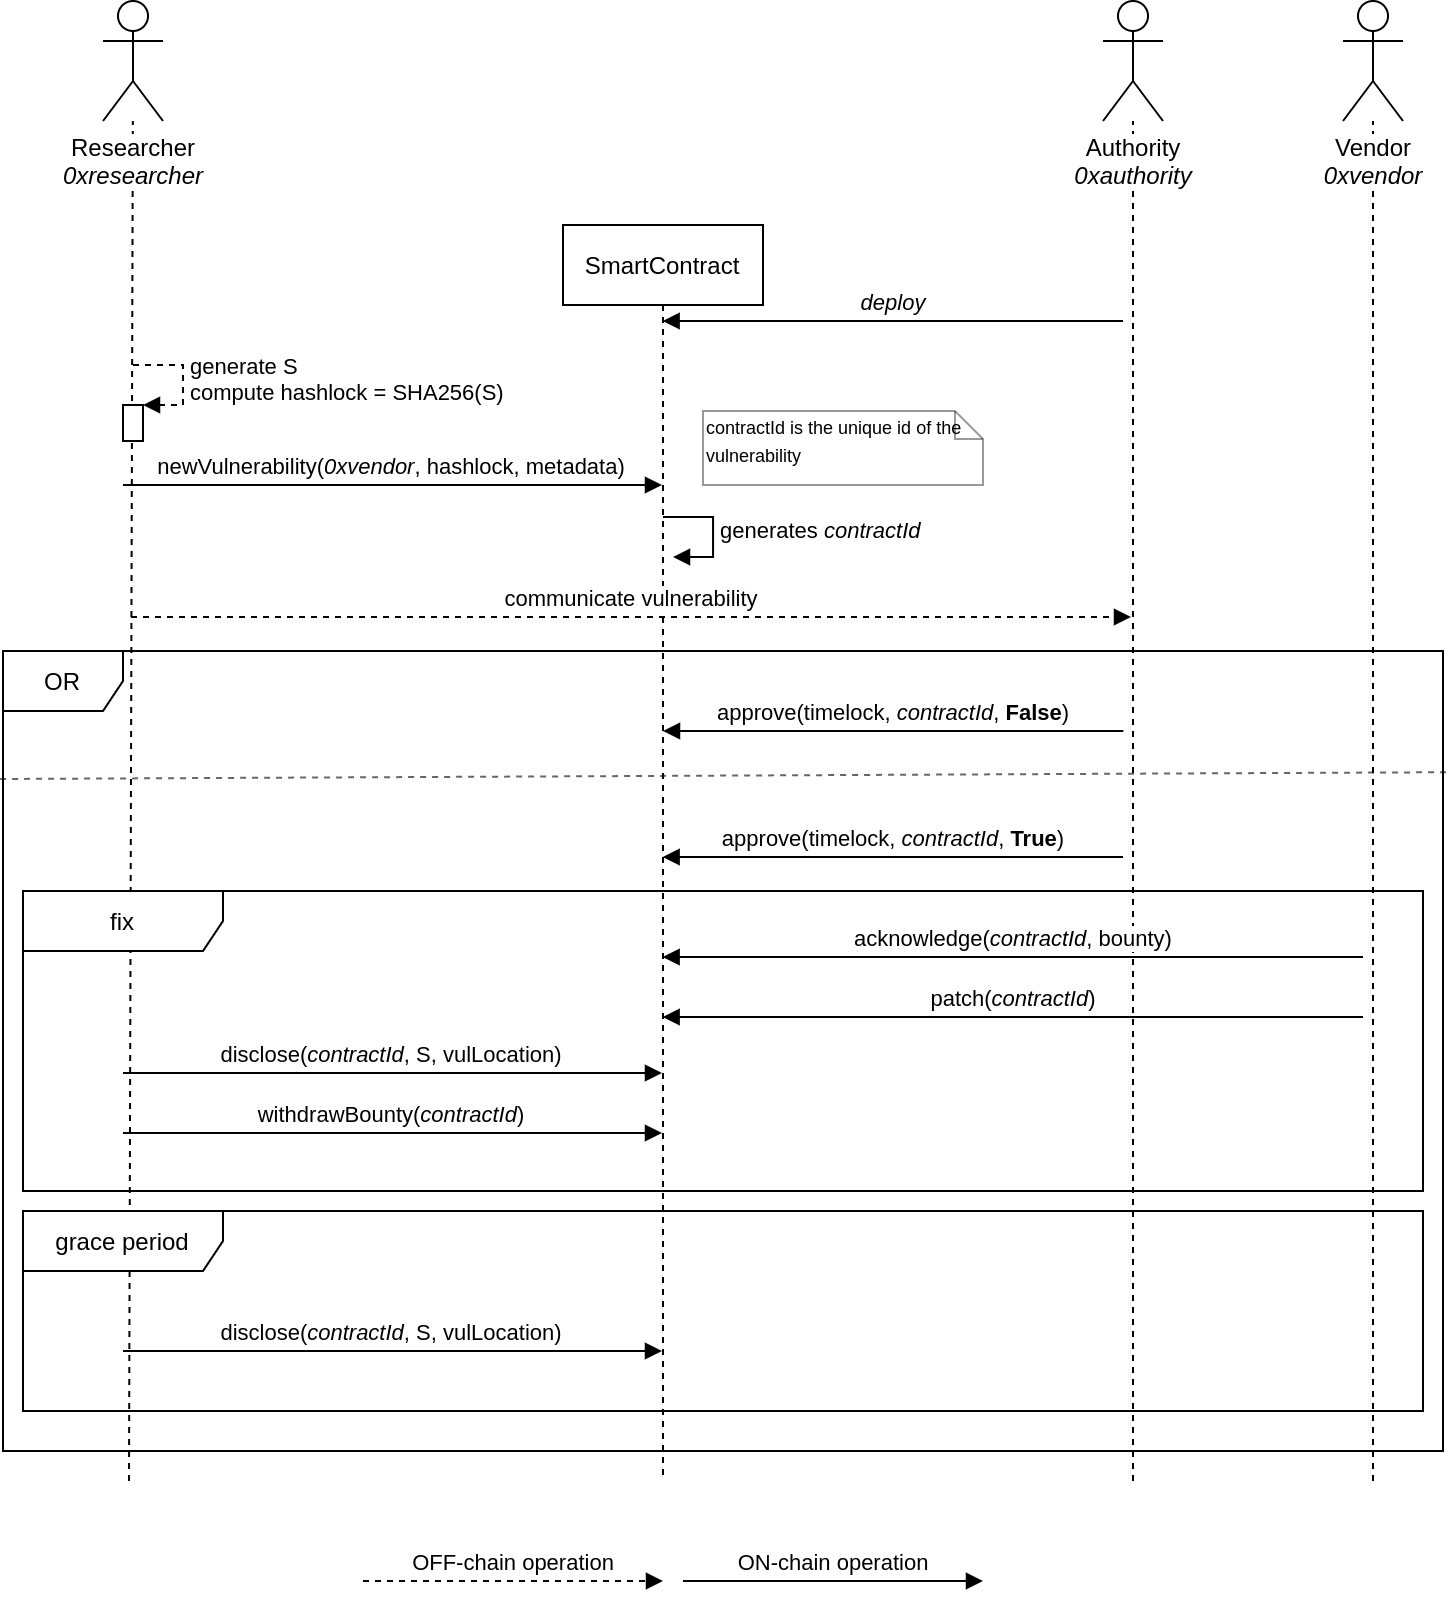 Researcher
0xresearcher
Authority
0xauthority
Vendor
0xvendor
SmartContract
deploy
generate S
compute hashlock = SHA256(S)
contractId is the unique id of the
vulnerability
newVulnerability(0xvendor, hashlock, metadata)
generates contractId
communicate vulnerability
OR
approve(timelock, contractId, False)
approve(timelock, contractId, True)
fix
acknowledge(contractId, bounty)
patch(contractId)
disclose(contractId, S, vulLocation)
withdrawBounty(contractId)
grace period
disclose(contractId, S, vulLocation)
OFF-chain operation
ON-chain operation